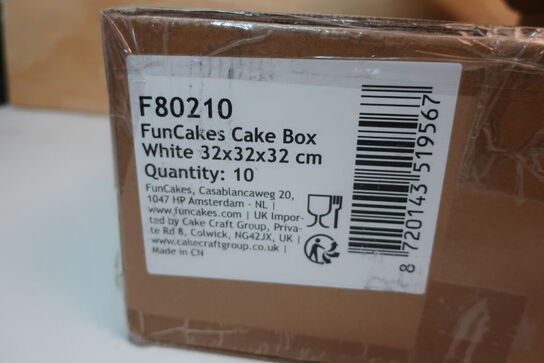 F80210
FunCakes Cake Box
White 32x32x32 cm
Quantity: 10
FunCakes, Casablancaweg 20,
1047 HP Amsterdam - NL |
www.funcakes.com | UK Impor-
ted by Cake Craft Group, Priva-
te Rd 8, Colwick, NG42JX, UK |
www.cakecraftgroup.co.uk |
Made in CN
8 720143 519567